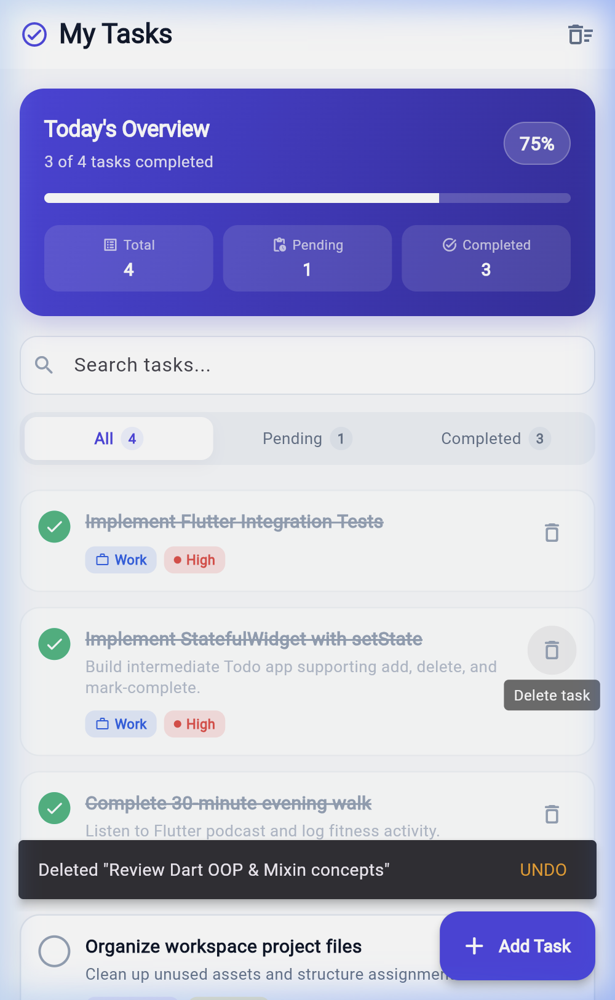 My Tasks
Today's Overview
3 of 4 tasks completed
75%
Total
4
Pending
1
Completed
3
Search tasks...
All 4
Pending 1
Completed 3
Implement Flutter Integration Tests
Work
High
Implement StatefulWidget with setState
Build intermediate Todo app supporting add, delete, and
mark-complete.
Delete task
Work
High
Complete 30-minute evening walk
Listen to Flutter podcast and log fitness activity.
Deleted "Review Dart OOP & Mixin concepts"
UNDO
Organize workspace project files
Clean up unused assets and structure
Add Task